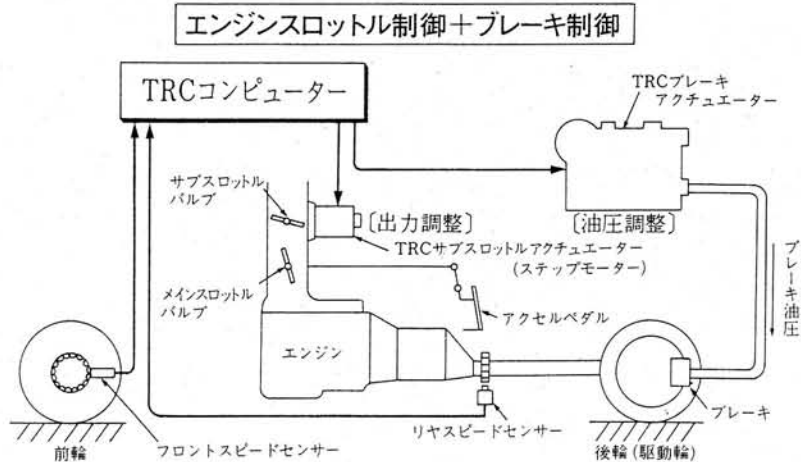 エンジンスロットル制御＋ブレーキ制御
TRCコンピューター
TRCブレーキ
アクチュエーター
サブスロットル
バルブ
〔出力調整〕
〔油圧調整〕
TRCサブスロットルアクチュエーター
(ステップモーター)
ブレーキ油圧
メインスロットル
バルブ
アクセルペダル
エンジン
ブレーキ
リヤスピードセンサー
フロントスピードセンサー
前輪
後輪(駆動輪)